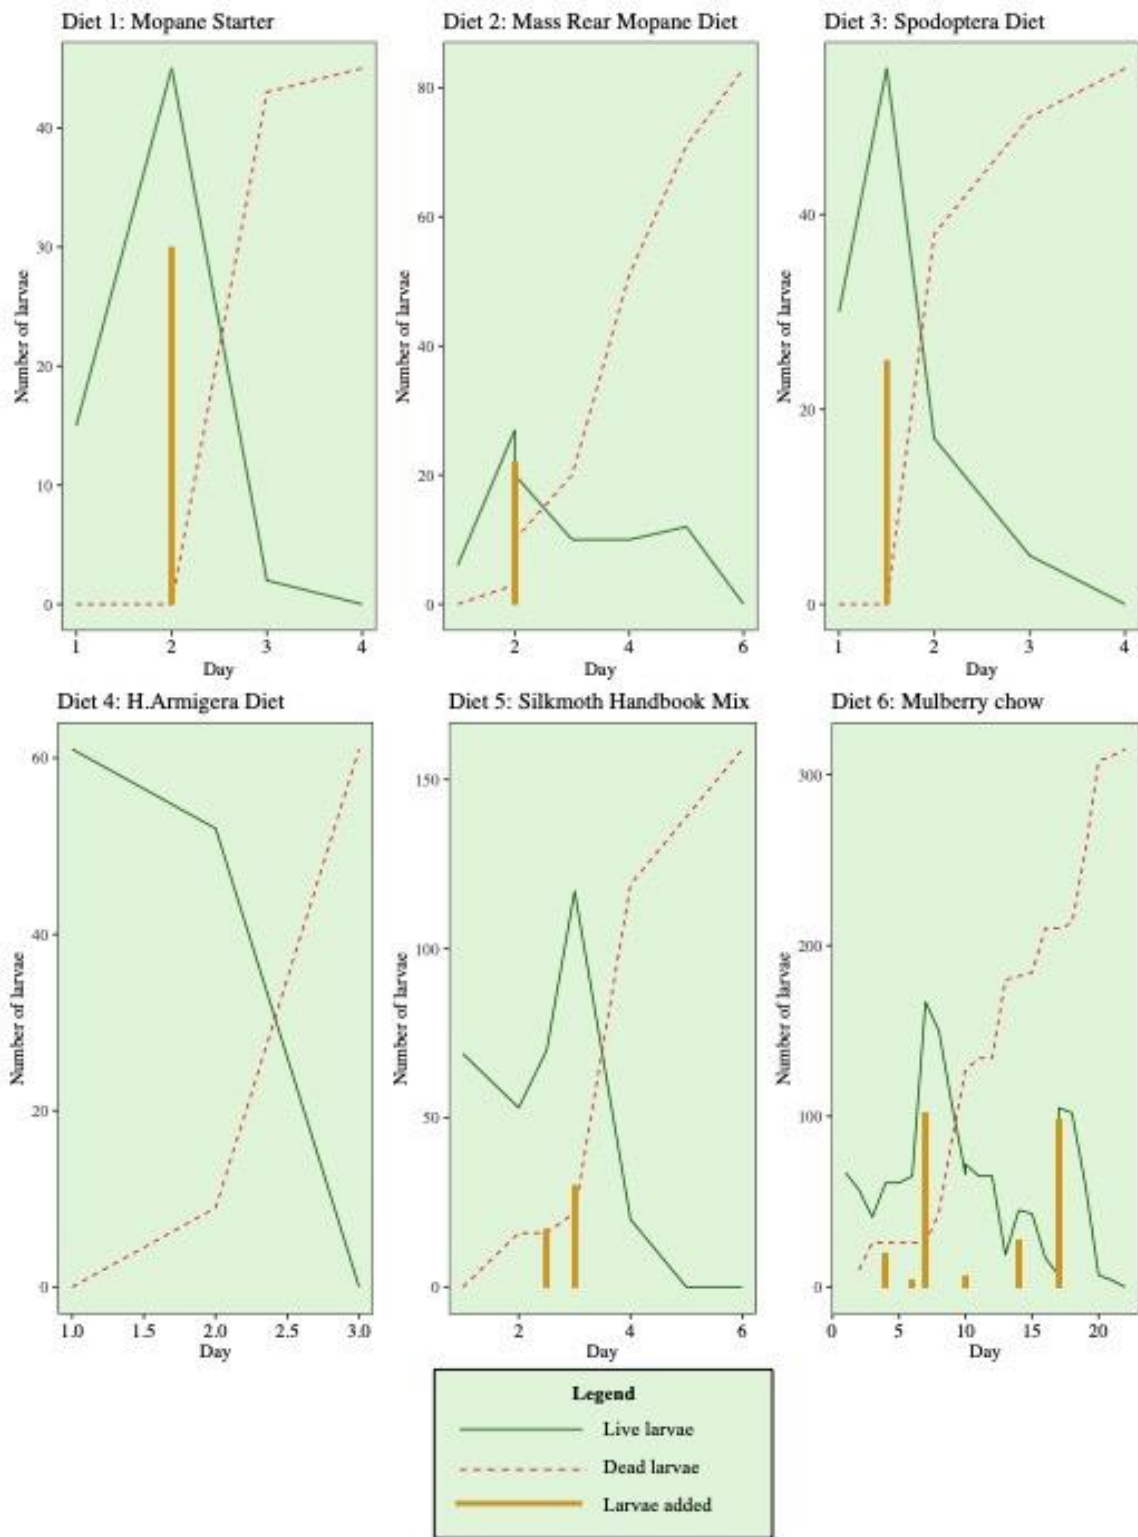 Diet 1: Mopane Starter
Number of larvae
40
30
20
10
0
1 2 3 4
Day
Diet 2: Mass Rear Mopane Diet
Number of larvae
80
60
40
20
0
2 4 6
Day
Diet 3: Spodoptera Diet
Number of larvae
40
20
0
1 2 3 4
Day
Diet 4: H.Armigera Diet
Number of larvae
60
40
20
0
1.0 1.5 2.0 2.5 3.0
Day
Diet 5: Silkmoth Handbook Mix
Number of larvae
150
100
50
0
2 4 6
Day
Diet 6: Mulberry chow
Number of larvae
300
200
100
0
0 5 10 15 20
Day
Legend
Live larvae
Dead larvae
Larvae added